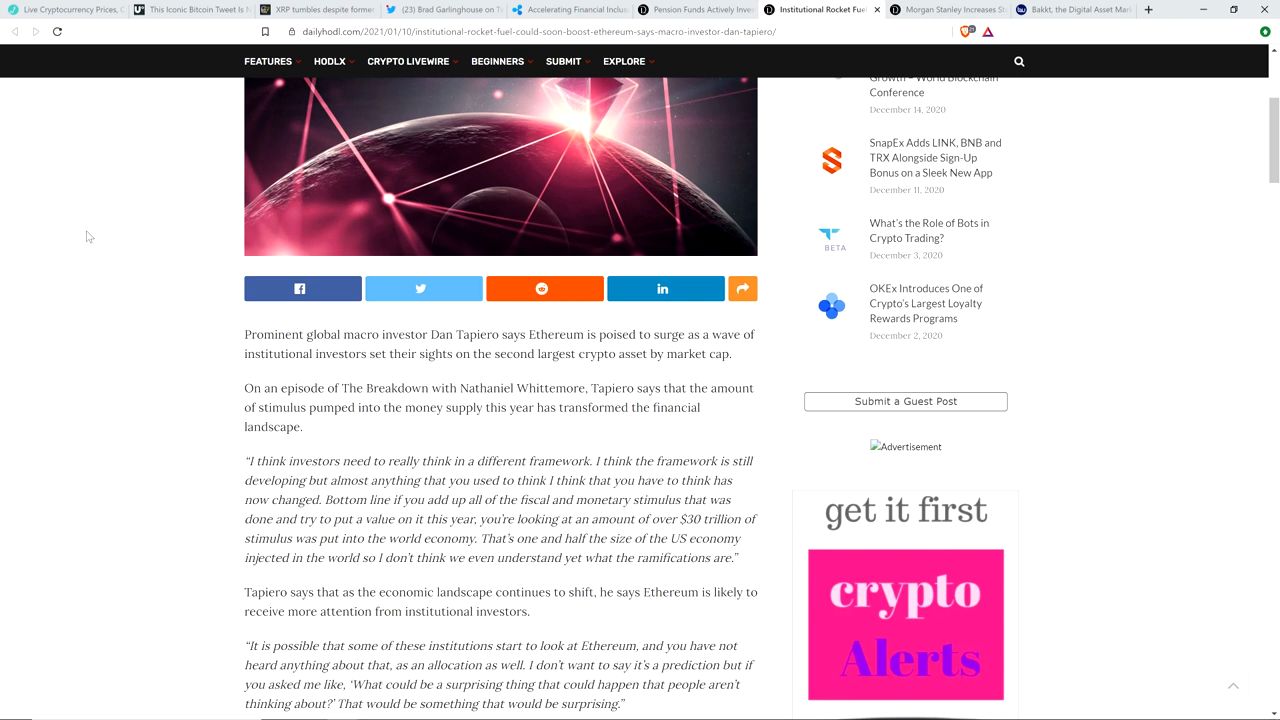 Live Cryptocurrency Prices, C
This Iconic Bitcoin Tweet Is N
XRP tumbles despite former
(23) Brad Garlinghouse on Tw
Accelerating Financial Inclus
Pension Funds Actively Inves
Institutional Rocket Fuel
Morgan Stanley Increases St
Bakkt, the Digital Asset Mark
dailyhodl.com/2021/01/10/institutional-rocket-fuel-could-soon-boost-ethereum-says-macro-investor-dan-tapiero/
FEATURES HODLX CRYPTO LIVEWIRE BEGINNERS SUBMIT EXPLORE
Prominent global macro investor Dan Tapiero says Ethereum is poised to surge as a wave of
institutional investors set their sights on the second largest crypto asset by market cap.
On an episode of The Breakdown with Nathaniel Whittemore, Tapiero says that the amount
of stimulus pumped into the money supply this year has transformed the financial
landscape.
“I think investors need to really think in a different framework. I think the framework is still
developing but almost anything that you used to think I think that you have to think has
now changed. Bottom line if you add up all of the fiscal and monetary stimulus that was
done and try to put a value on it this year, you’re looking at an amount of over $30 trillion of
stimulus was put into the world economy. That’s one and half the size of the US economy
injected in the world so I don’t think we even understand yet what the ramifications are.”
Tapiero says that as the economic landscape continues to shift, he says Ethereum is likely to
receive more attention from institutional investors.
“It is possible that some of these institutions start to look at Ethereum, and you have not
heard anything about that, as an allocation as well. I don’t want to say it’s a prediction but if
you asked me like, ‘What could be a surprising thing that could happen that people aren’t
thinking about?’ That would be something that would be surprising.”
Growth – World Blockchain
Conference
December 14, 2020
SnapEx Adds LINK, BNB and
TRX Alongside Sign-Up
Bonus on a Sleek New App
December 11, 2020
BETA
What’s the Role of Bots in
Crypto Trading?
December 3, 2020
OKEx Introduces One of
Crypto’s Largest Loyalty
Rewards Programs
December 2, 2020
Submit a Guest Post
Advertisement
get it first
crypto
Alerts